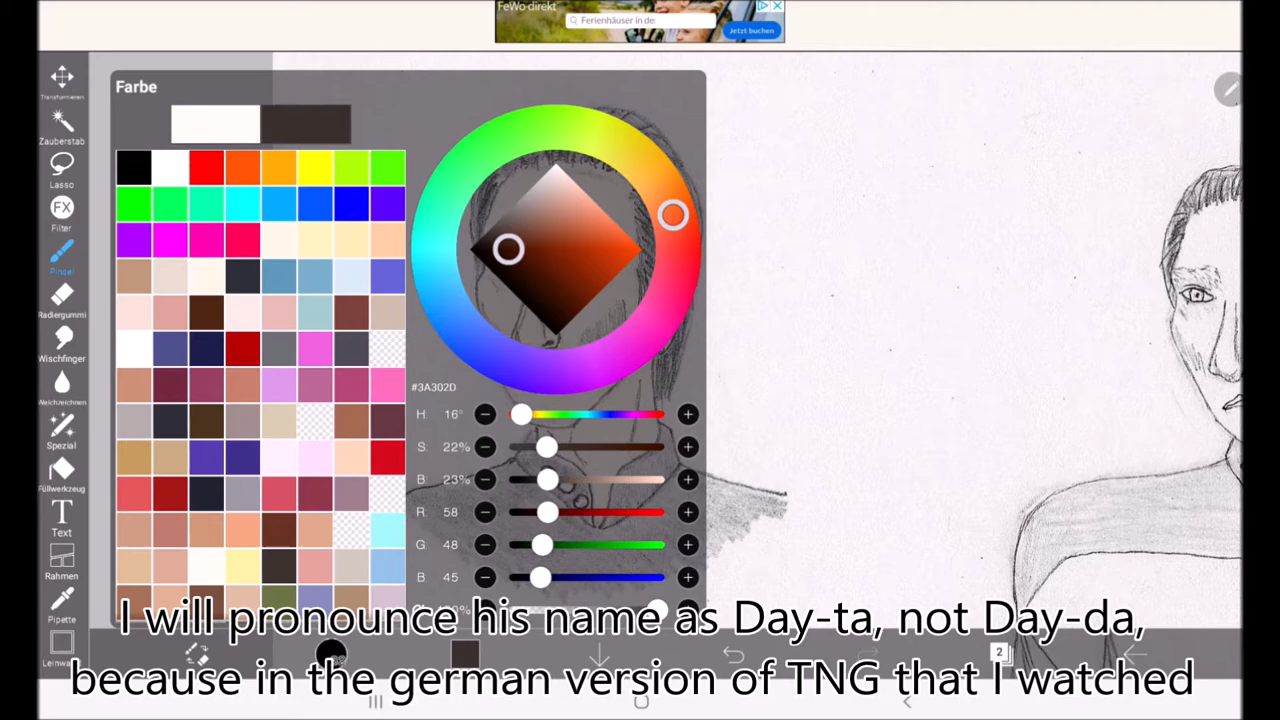 FeWo direkt
Ferienhäuser in de
Jetzt buchen
Farbe
Transformieren
Zauberstab
Lasso
FX
Filter
Pinsel
Radiergummi
Wischfinger
Weichzeichnen
Spezial
Füllwerkzeug
T
Text
Rahmen
Pipette
Leinwa
#3A302D
H 16°
S 22%
B 23%
R 58
G 48
B 45
2
I will pronounce his name as Day-ta, not Day-da,
because in the german version of TNG that I watched